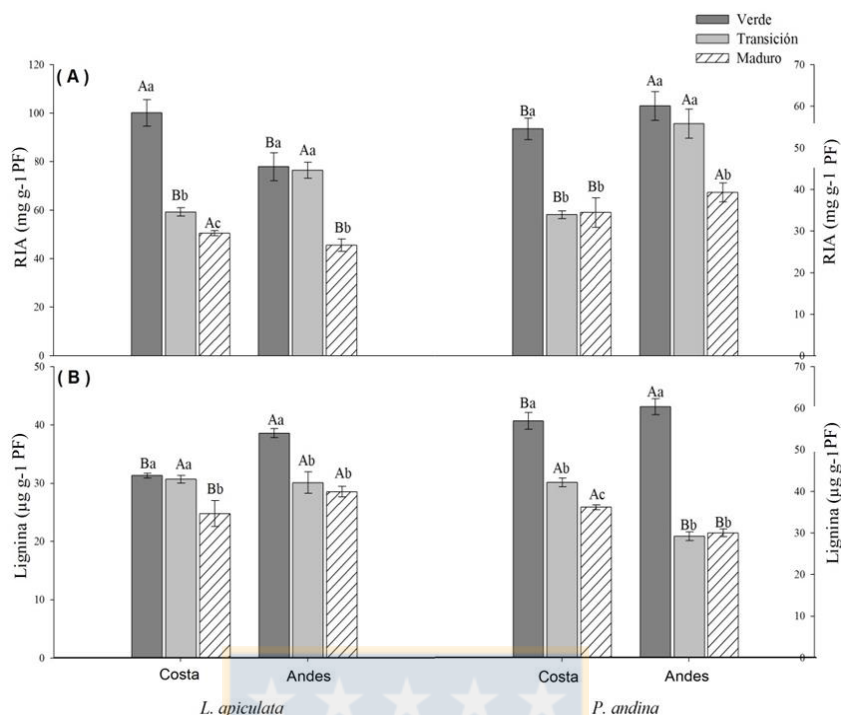 Verde
Transición
Maduro
( A )
120
100
80
60
40
20
0
RIA (mg g-1 PF)
Aa
Bb
Ac
Ba
Aa
Bb
Ba
Bb
Bb
Aa
Aa
Ab
70
60
50
40
30
20
10
0
RIA (mg g-1 PF)
( B )
50
40
30
20
10
0
Lignina (µg g-1 PF)
Ba
Aa
Bb
Aa
Ab
Ab
Ba
Ab
Ac
Aa
Bb
Bb
70
60
50
40
30
20
10
0
Lignina (µg g-1 PF)
Costa Andes Costa Andes
L. apiculata P. andina